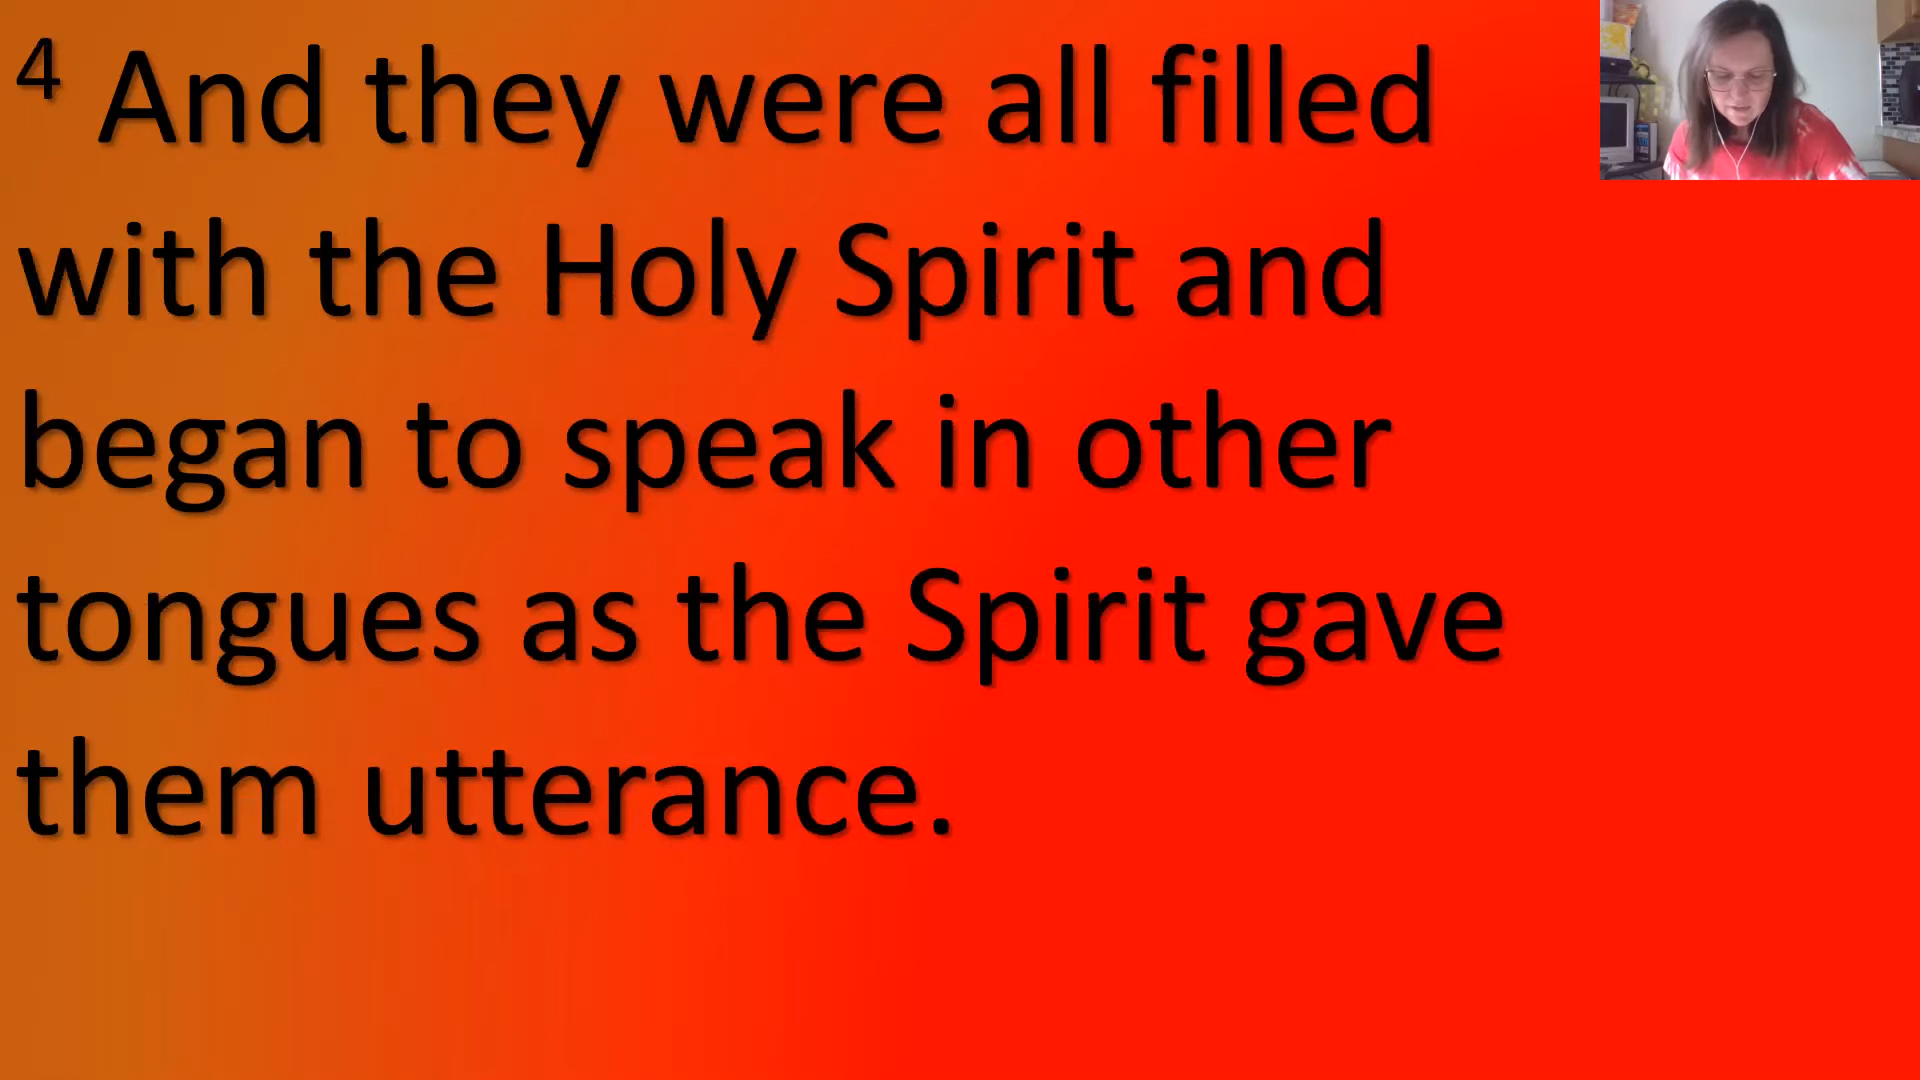 4 And they were all filled
with the Holy Spirit and
began to speak in other
tongues as the Spirit gave
them utterance.